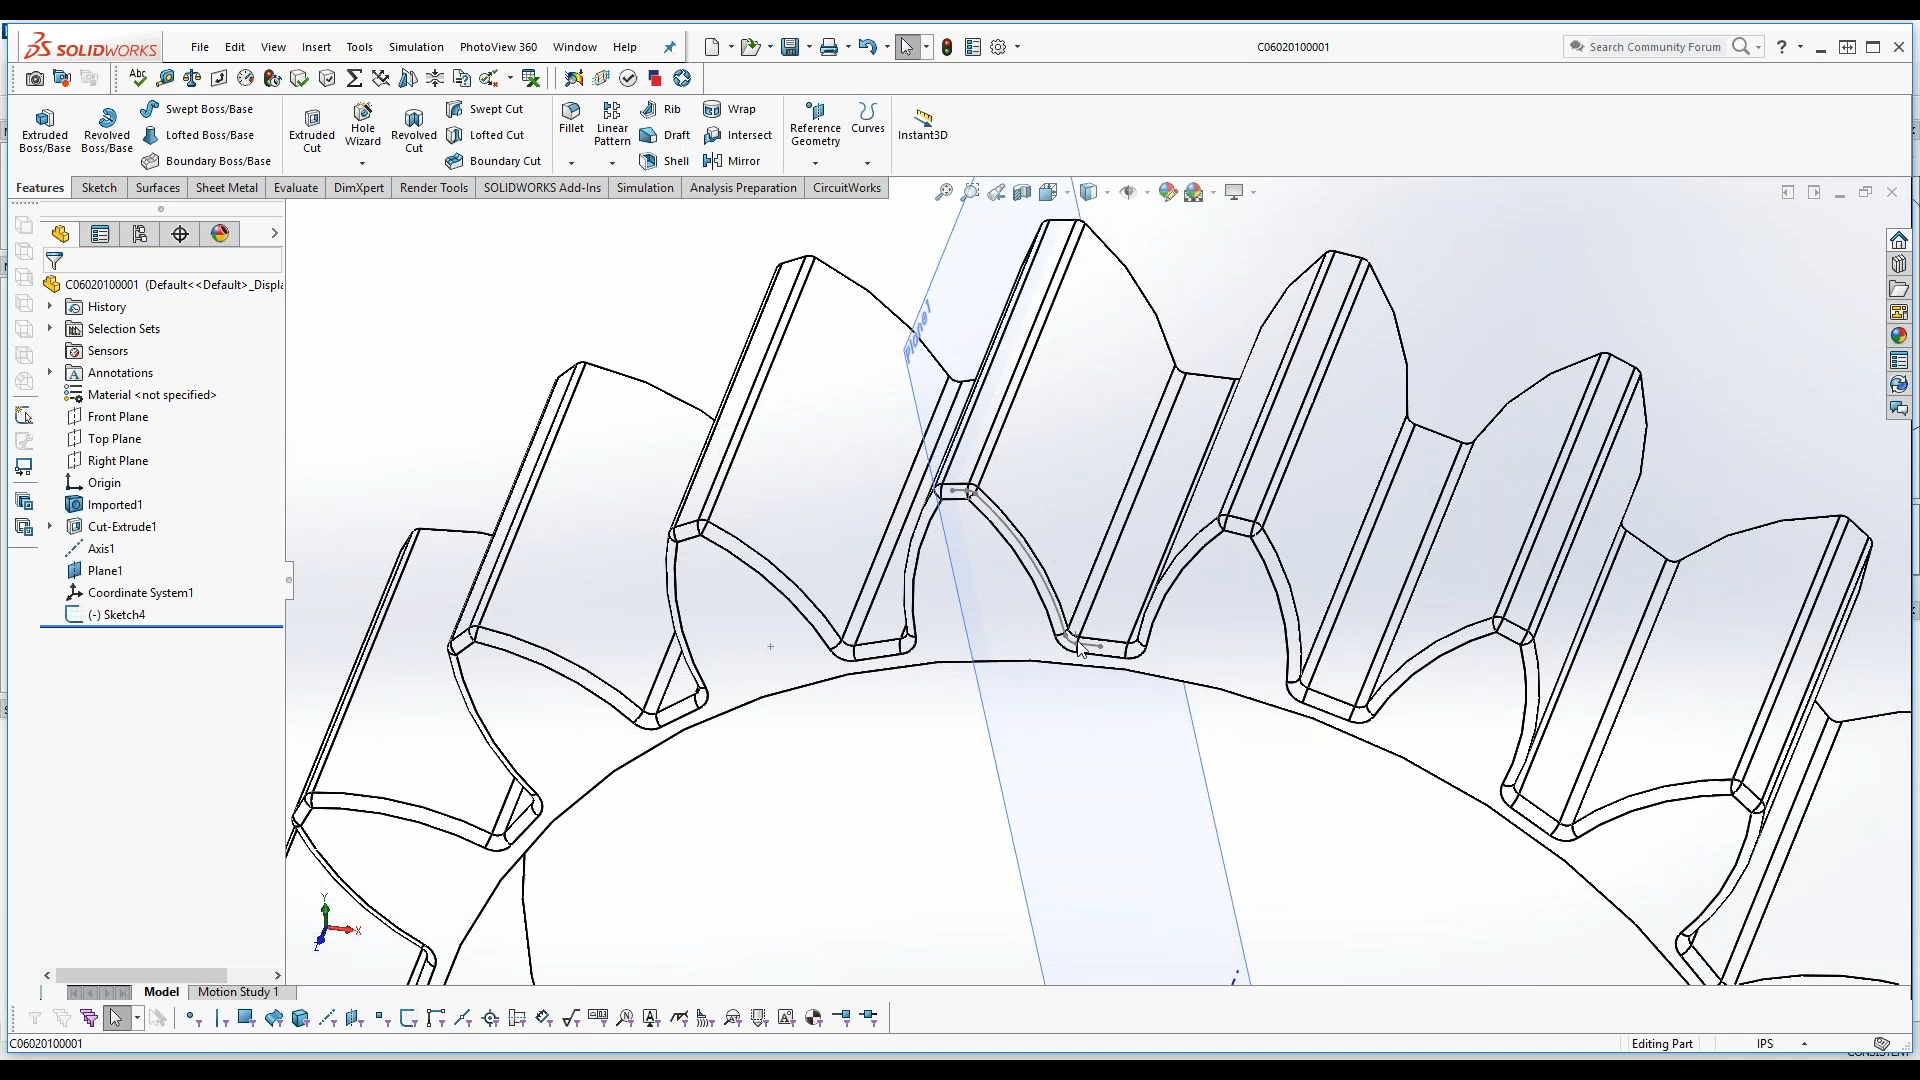 SOLIDWORKS
File Edit View Insert Tools Simulation PhotoView 360 Window Help
C06020100001
Search Community Forum
?
Abc
Extruded Boss/Base
Revolved Boss/Base
Swept Boss/Base
Lofted Boss/Base
Boundary Boss/Base
Extruded Cut
Hole Wizard
Revolved Cut
Swept Cut
Lofted Cut
Boundary Cut
Fillet
Linear Pattern
Rib
Draft
Shell
Wrap
Intersect
Mirror
Reference Geometry
Curves
Instant3D
Features Sketch Surfaces Sheet Metal Evaluate DimXpert Render Tools SOLIDWORKS Add-Ins Simulation Analysis Preparation CircuitWorks
C06020100001 (Default<<Default>_Displ
History
Selection Sets
Sensors
Annotations
Material <not specified>
Front Plane
Top Plane
Right Plane
Origin
Imported1
Cut-Extrude1
Axis1
Plane1
Coordinate System1
(-) Sketch4
Plane1
Y
X
Z
Model Motion Study 1
C06020100001
Editing Part
IPS